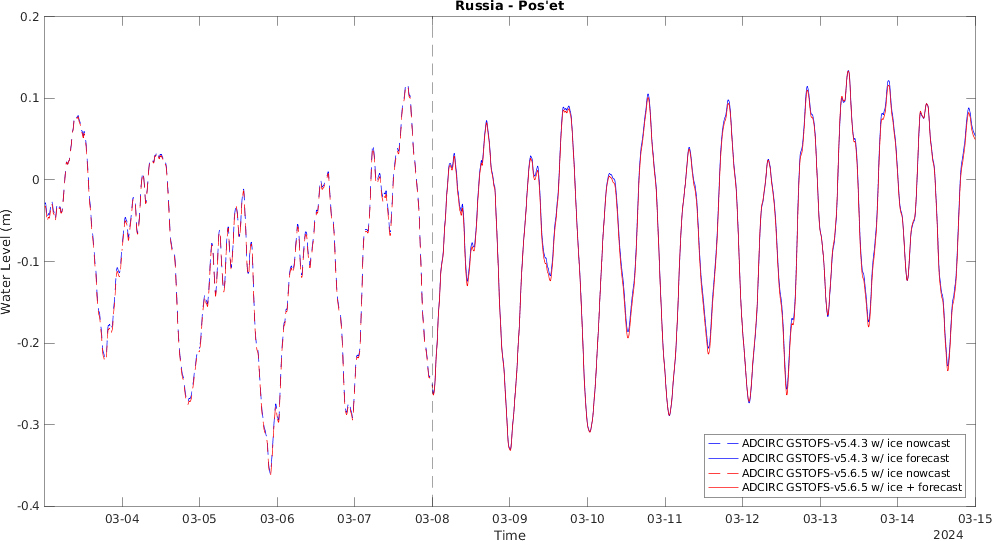 Russia - Pos'et
0.2
0.1
0
-0.1
-0.2
-0.3
-0.4
Water Level (m)
ADCIRC GSTOFS-v5.4.3 w/ ice nowcast
ADCIRC GSTOFS-v5.4.3 w/ ice forecast
ADCIRC GSTOFS-v5.6.5 w/ ice nowcast
ADCIRC GSTOFS-v5.6.5 w/ ice + forecast
03-04 03-05 03-06 03-07 03-08 03-09 03-10 03-11 03-12 03-13 03-14 03-15
Time
2024